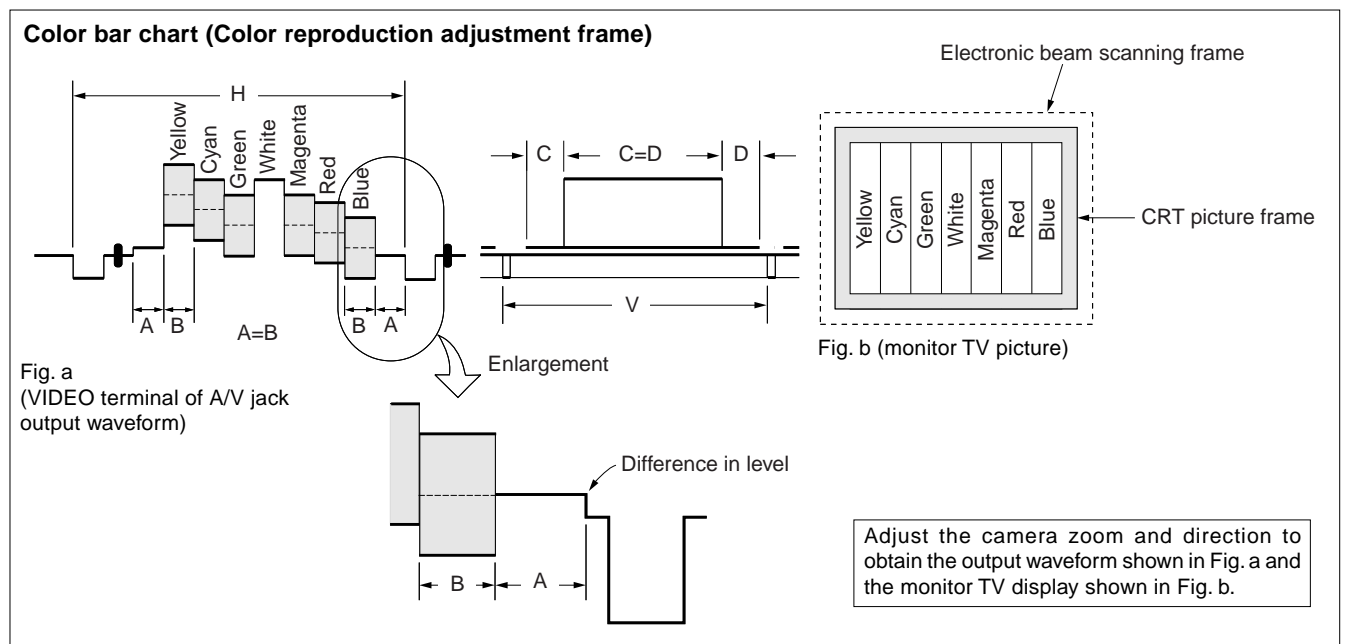 Color bar chart (Color reproduction adjustment frame)
H
Yellow
Cyan
Green
White
Magenta
Red
Blue
A
B
A=B
B
A
Fig. a
(VIDEO terminal of A/V jack
output waveform)
C
C=D
D
V
Electronic beam scanning frame
CRT picture frame
Yellow
Cyan
Green
White
Magenta
Red
Blue
Fig. b (monitor TV picture)
Enlargement
Difference in level
B
A
Adjust the camera zoom and direction to
obtain the output waveform shown in Fig. a and
the monitor TV display shown in Fig. b.